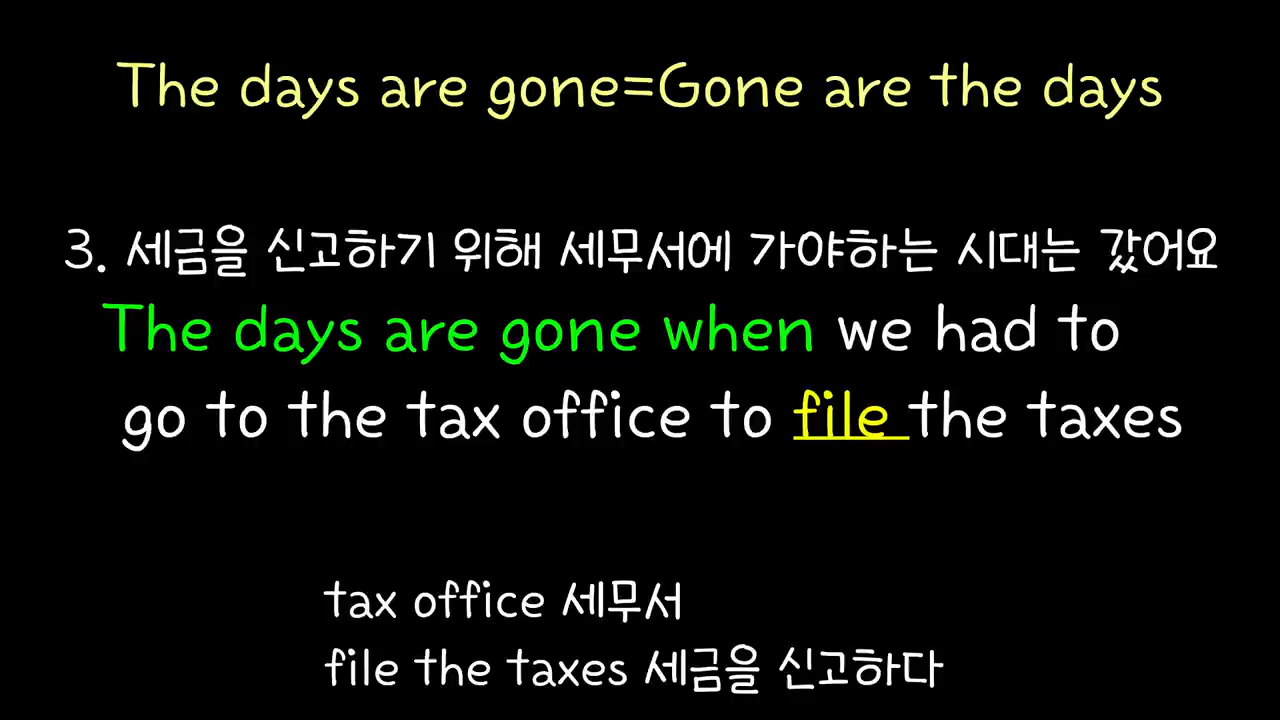 The days are gone=Gone are the days
3. 세금을 신고하기 위해 세무서에 가야하는 시대는 갔어요
The days are gone when we had to
go to the tax office to file the taxes
tax office 세무서
file the taxes 세금을 신고하다